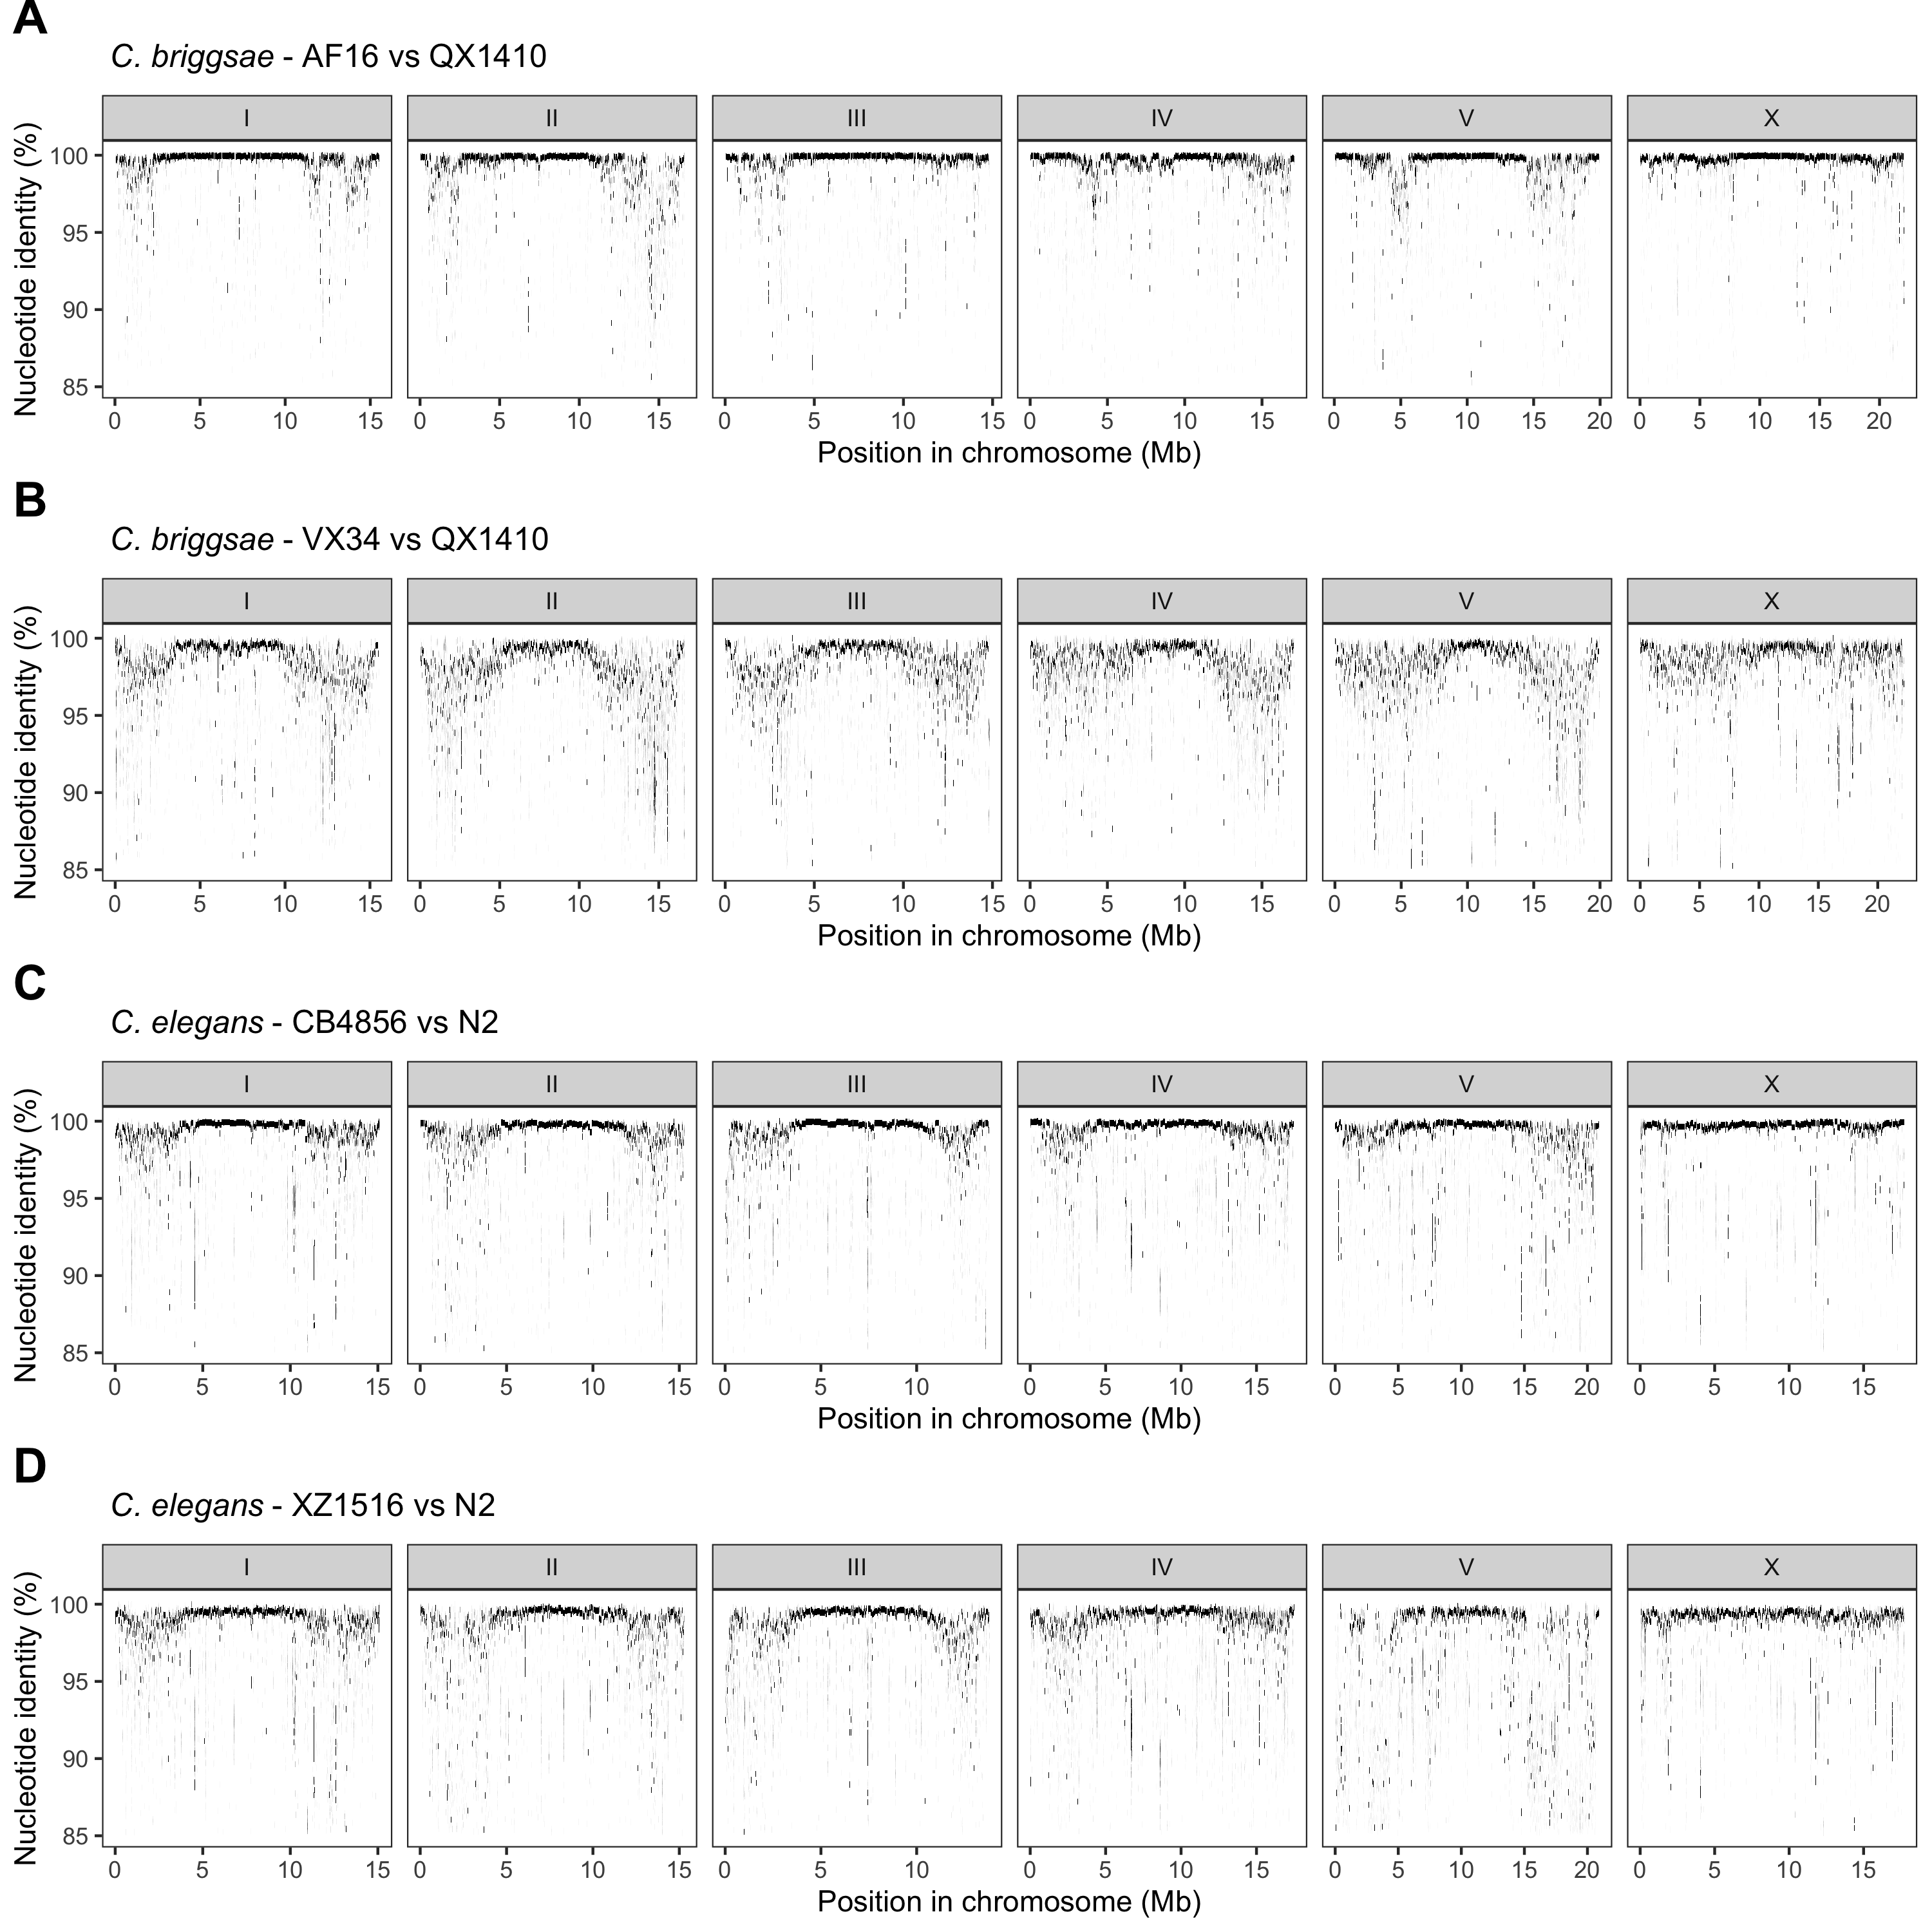 A
C. briggsae - AF16 vs QX1410
I II III IV V X
Nucleotide identity (%)
100
95
90
85
0 5 10 15 0 5 10 15 0 5 10 15 0 5 10 15 0 5 10 15 20 0 5 10 15 20
Position in chromosome (Mb)
B
C. briggsae - VX34 vs QX1410
I II III IV V X
Nucleotide identity (%)
100
95
90
85
0 5 10 15 0 5 10 15 0 5 10 15 0 5 10 15 0 5 10 15 20 0 5 10 15 20
Position in chromosome (Mb)
C
C. elegans - CB4856 vs N2
I II III IV V X
Nucleotide identity (%)
100
95
90
85
0 5 10 15 0 5 10 15 0 5 10 0 5 10 15 0 5 10 15 20 0 5 10 15
Position in chromosome (Mb)
D
C. elegans - XZ1516 vs N2
I II III IV V X
Nucleotide identity (%)
100
95
90
85
0 5 10 15 0 5 10 15 0 5 10 0 5 10 15 0 5 10 15 20 0 5 10 15
Position in chromosome (Mb)